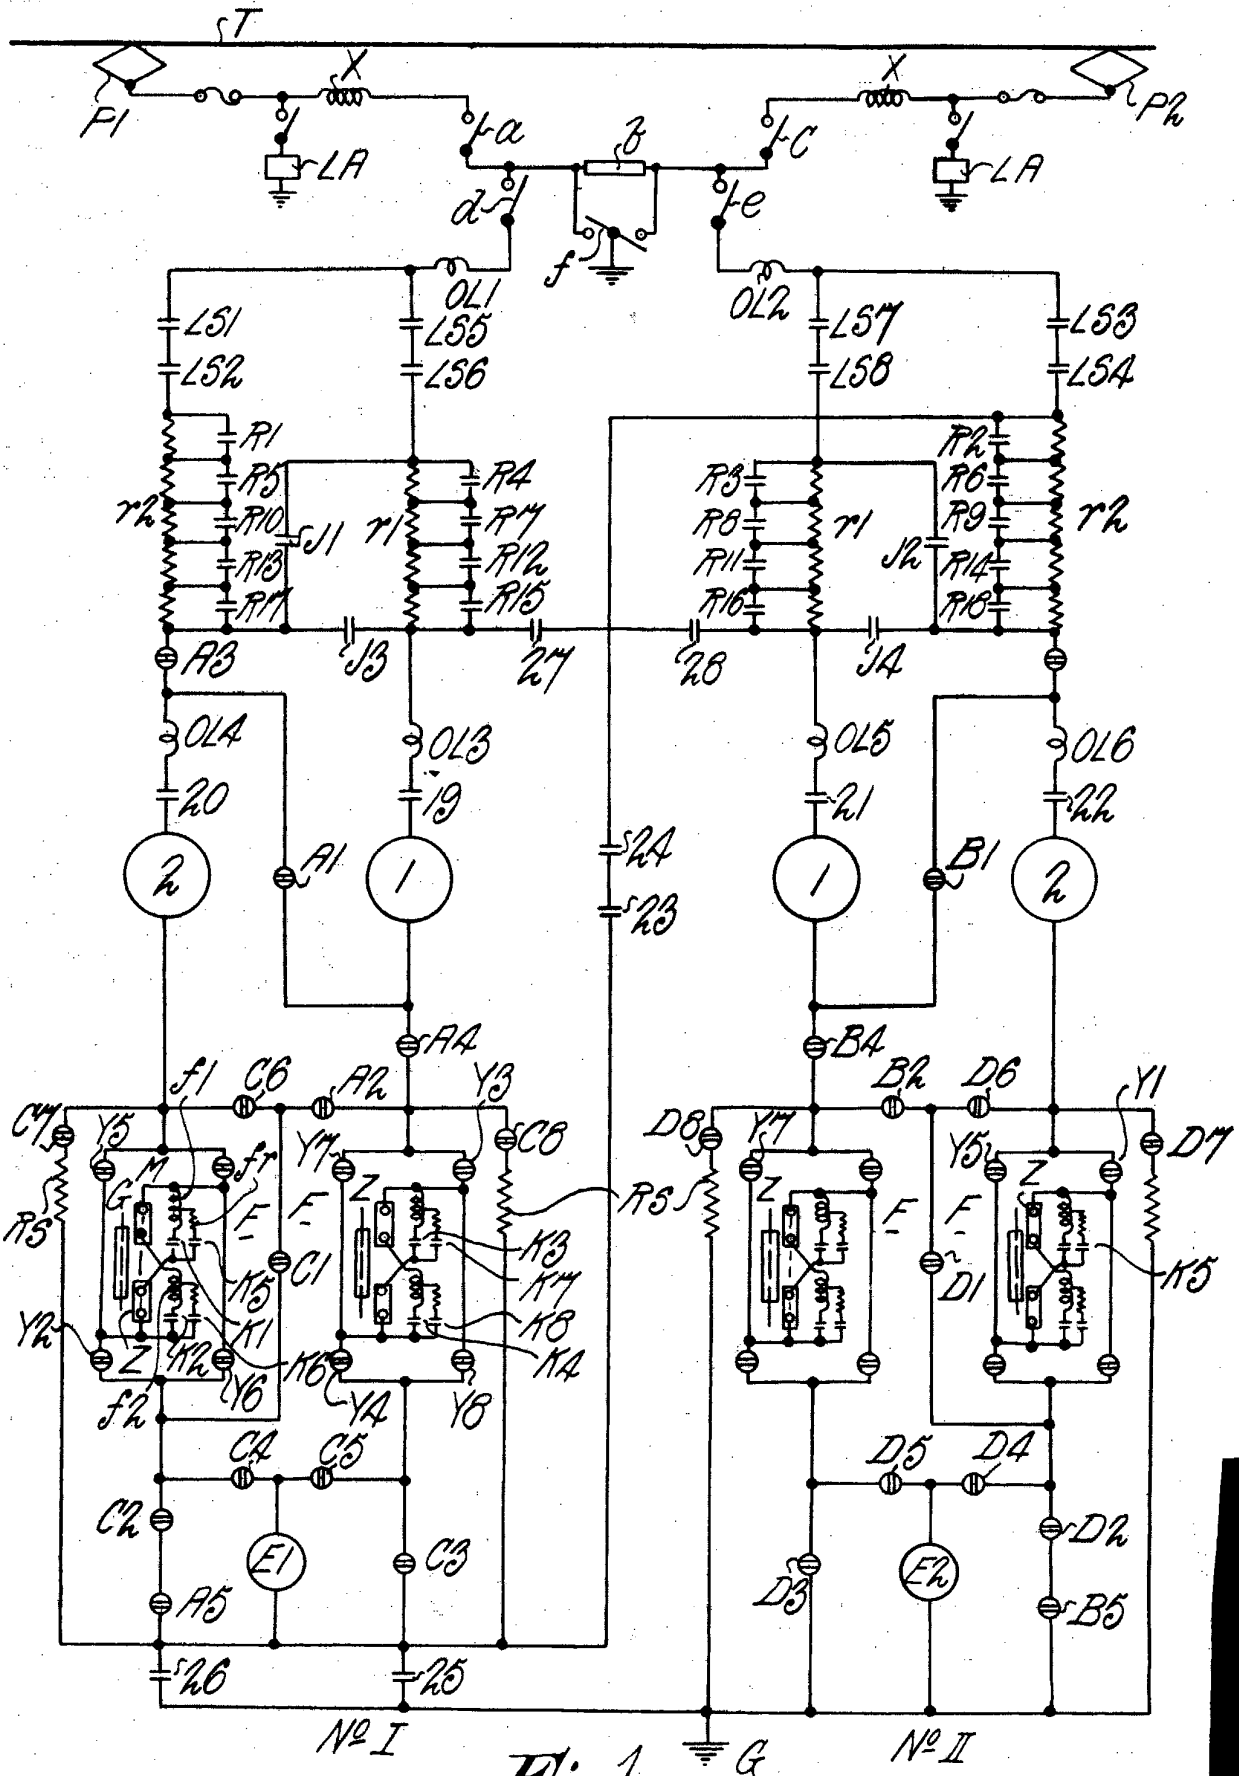 T
X X
P1 P2
a b c
LA LA
d e
f
OL1 OL2
LS1 LS5 LS7 LS3
LS2 LS6 LS8 LS4
R1 R2
R5 R4 R3 R6
r2 R10 J1 r1 R7 R8 r1 J2 R9 r2
R13 R12 R11 R14
R17 R15 R16 R18
A3 J3 27 28 J4
OL4 OL3 OL5 OL6
20 19 21 22
2 A1 1 24 1 B1 2
23
A4 B4
f1 C6 A2 Y3 B2 D6 Y1
C7 Y5 Y7 C8 D8 Y7 Y5 D7
M fr Z Z Z
RS G F F RS F F
K3
C1 K5 K7 D1 K5
Y2 Z K2 K1 K8
f2 Y6 K6 Y4 Y8 K4
C4 C5 D5 D4
C2 D2
E1 C3 D3 E2
A5 B5
26 25
Nº I G Nº II
Fig. 1